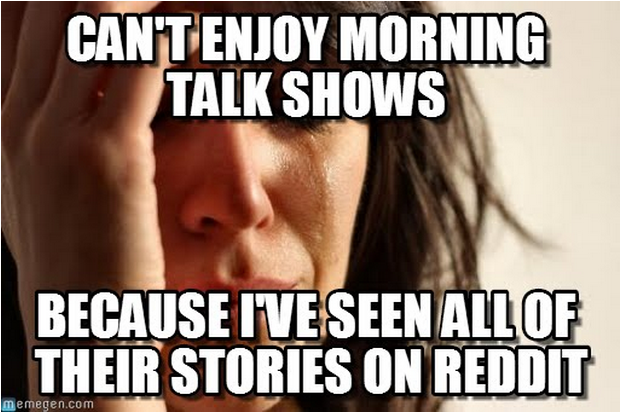 CAN'T ENJOY MORNING
TALK SHOWS
BECAUSE I'VE SEEN ALL OF
THEIR STORIES ON REDDIT
memegen.com